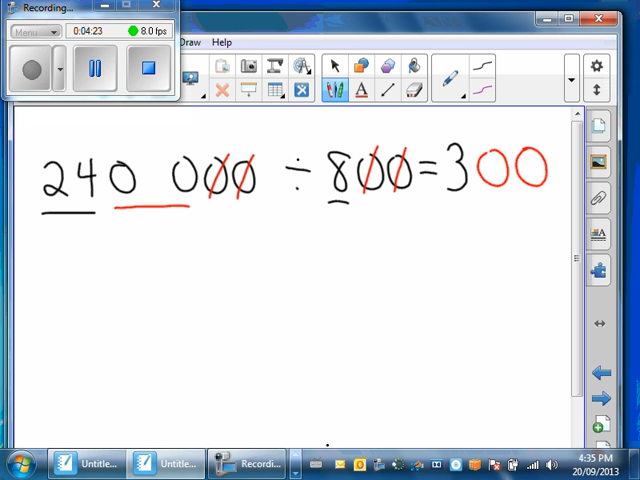 Recording...
Menu 0:04:23 8.0 fps
Draw Help
240 000 ÷ 800=300
Untitle... Untitle... Recordi... 4:35 PM
20/09/2013